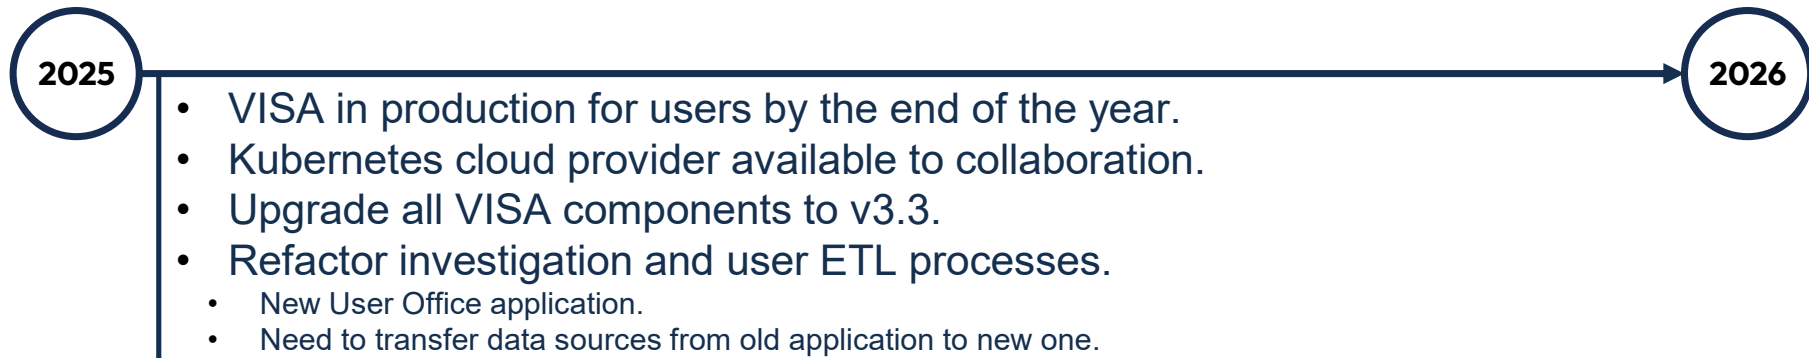 2025
2026
• VISA in production for users by the end of the year.
• Kubernetes cloud provider available to collaboration.
• Upgrade all VISA components to v3.3.
• Refactor investigation and user ETL processes.
• New User Office application.
• Need to transfer data sources from old application to new one.